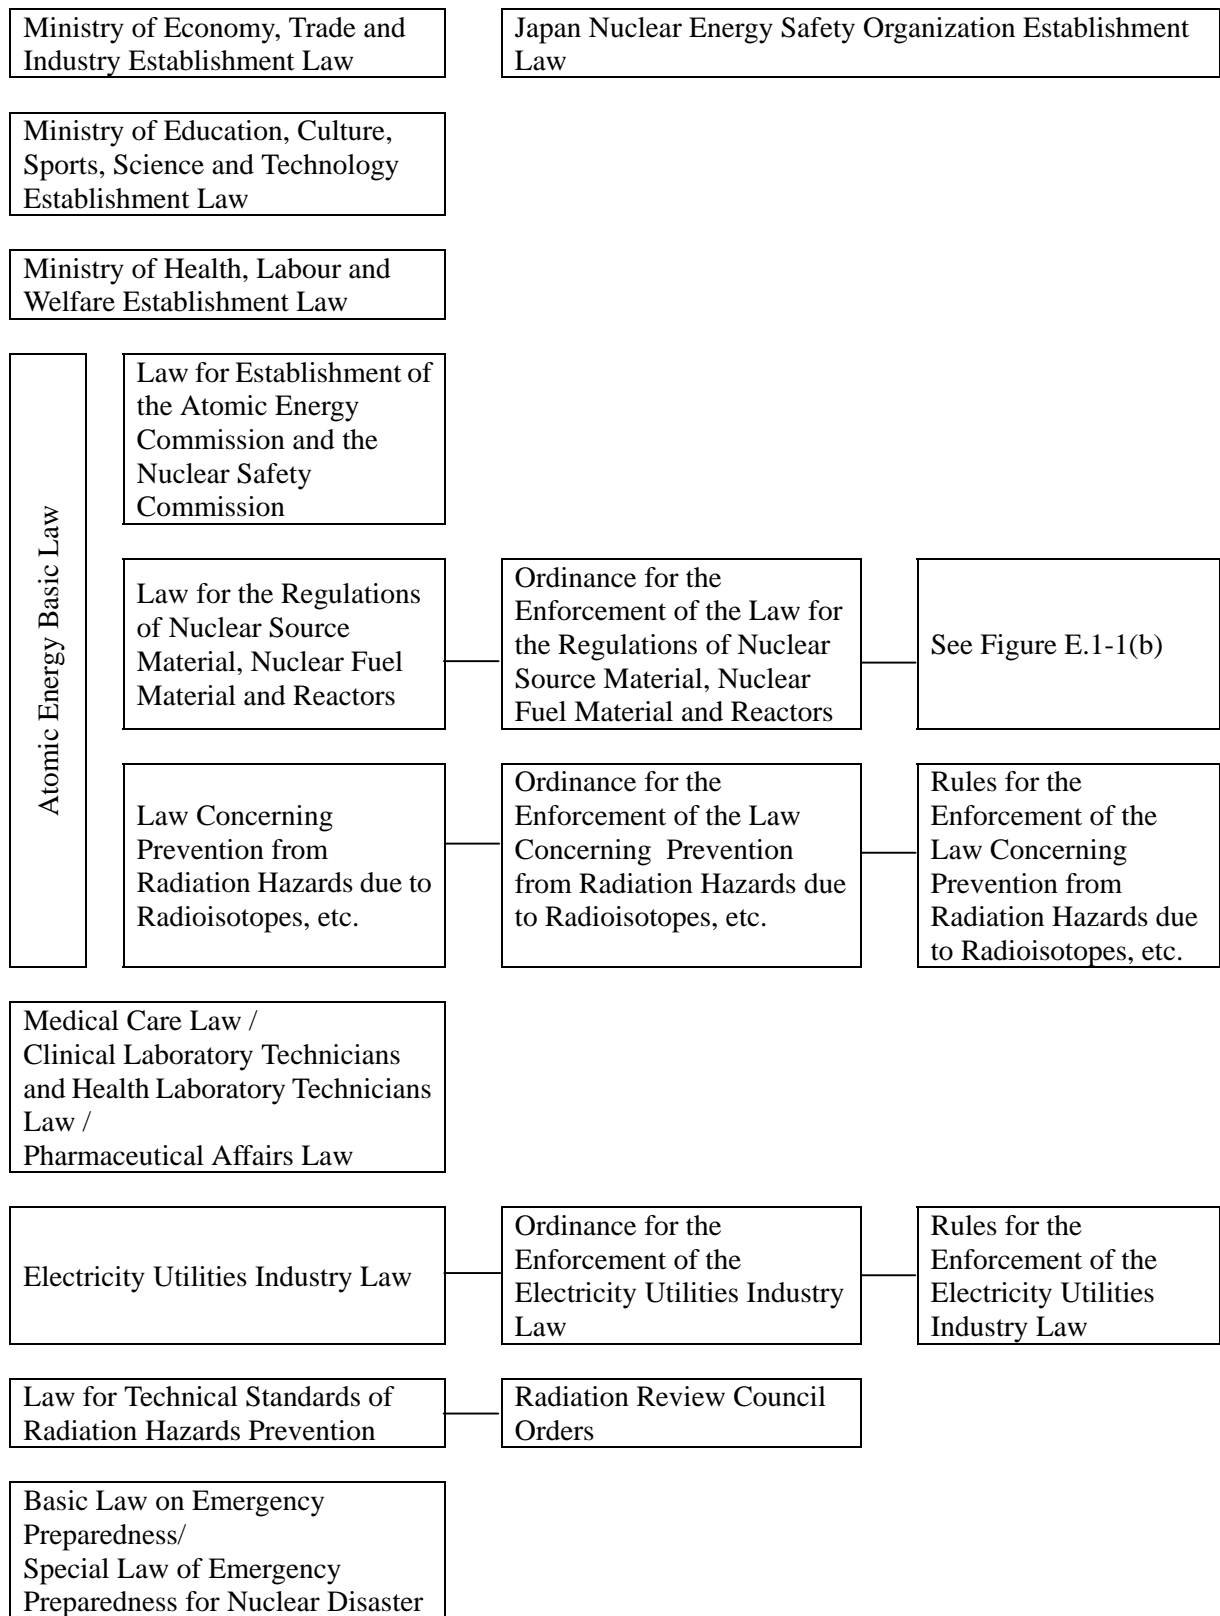 Ministry of Economy, Trade and
Industry Establishment Law
Japan Nuclear Energy Safety Organization Establishment
Law
Ministry of Education, Culture,
Sports, Science and Technology
Establishment Law
Ministry of Health, Labour and
Welfare Establishment Law
Atomic Energy Basic Law
Law for Establishment of
the Atomic Energy
Commission and the
Nuclear Safety
Commission
Law for the Regulations
of Nuclear Source
Material, Nuclear Fuel
Material and Reactors
Ordinance for the
Enforcement of the Law for
the Regulations of Nuclear
Source Material, Nuclear
Fuel Material and Reactors
See Figure E.1-1(b)
Law Concerning
Prevention from
Radiation Hazards due to
Radioisotopes, etc.
Ordinance for the
Enforcement of the Law
Concerning  Prevention
from Radiation Hazards due
to Radioisotopes, etc.
Rules for the
Enforcement of the
Law Concerning
Prevention from
Radiation Hazards due
to Radioisotopes, etc.
Medical Care Law /
Clinical Laboratory Technicians
and Health Laboratory Technicians
Law /
Pharmaceutical Affairs Law
Electricity Utilities Industry Law
Ordinance for the
Enforcement of the
Electricity Utilities Industry
Law
Rules for the
Enforcement of the
Electricity Utilities
Industry Law
Law for Technical Standards of
Radiation Hazards Prevention
Radiation Review Council
Orders
Basic Law on Emergency
Preparedness/
Special Law of Emergency
Preparedness for Nuclear Disaster